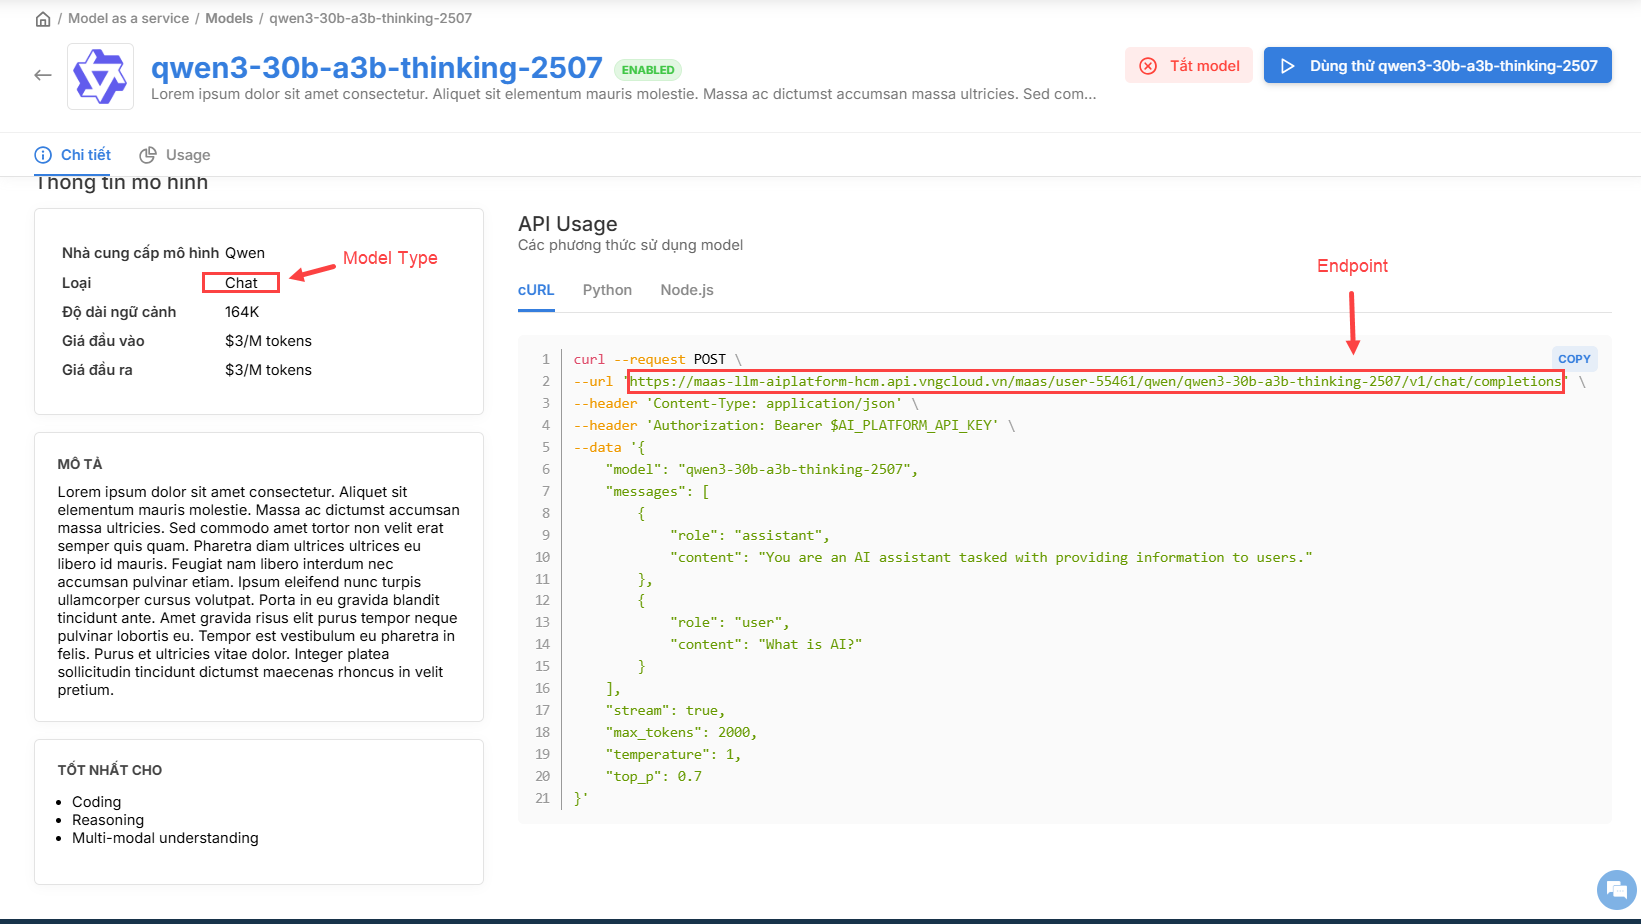 / Model as a service / Models / qwen3-30b-a3b-thinking-2507
qwen3-30b-a3b-thinking-2507 ENABLED
Lorem ipsum dolor sit amet consectetur. Aliquet sit elementum mauris molestie. Massa ac dictumst accumsan massa ultricies. Sed com...
Tắt model
Dùng thử qwen3-30b-a3b-thinking-2507
Chi tiết
Usage
Thông tin mô hình
Nhà cung cấp mô hình Qwen
Loại Chat
Model Type
Độ dài ngữ cảnh 164K
Giá đầu vào $3/M tokens
Giá đầu ra $3/M tokens
MÔ TẢ
Lorem ipsum dolor sit amet consectetur. Aliquet sit
elementum mauris molestie. Massa ac dictumst accumsan
massa ultricies. Sed commodo amet tortor non velit erat
semper quis quam. Pharetra diam ultrices ultrices eu
libero id mauris. Feugiat nam libero interdum nec
accumsan pulvinar etiam. Ipsum eleifend nunc turpis
ullamcorper cursus volutpat. Porta in eu gravida blandit
tincidunt ante. Amet gravida risus elit purus tempor neque
pulvinar lobortis eu. Tempor est vestibulum eu pharetra in
felis. Purus et ultricies vitae dolor. Integer platea
sollicitudin tincidunt dictumst maecenas rhoncus in velit
pretium.
TỐT NHẤT CHO
• Coding
• Reasoning
• Multi-modal understanding
API Usage
Các phương thức sử dụng model
Endpoint
cURL Python Node.js
COPY
1 curl --request POST \
2 --url 'https://maas-llm-aiplatform-hcm.api.vngcloud.vn/maas/user-55461/qwen/qwen3-30b-a3b-thinking-2507/v1/chat/completions' \
3 --header 'Content-Type: application/json' \
4 --header 'Authorization: Bearer $AI_PLATFORM_API_KEY' \
5 --data '{
6 "model": "qwen3-30b-a3b-thinking-2507",
7 "messages": [
8 {
9 "role": "assistant",
10 "content": "You are an AI assistant tasked with providing information to users."
11 },
12 {
13 "role": "user",
14 "content": "What is AI?"
15 }
16 ],
17 "stream": true,
18 "max_tokens": 2000,
19 "temperature": 1,
20 "top_p": 0.7
21 }'